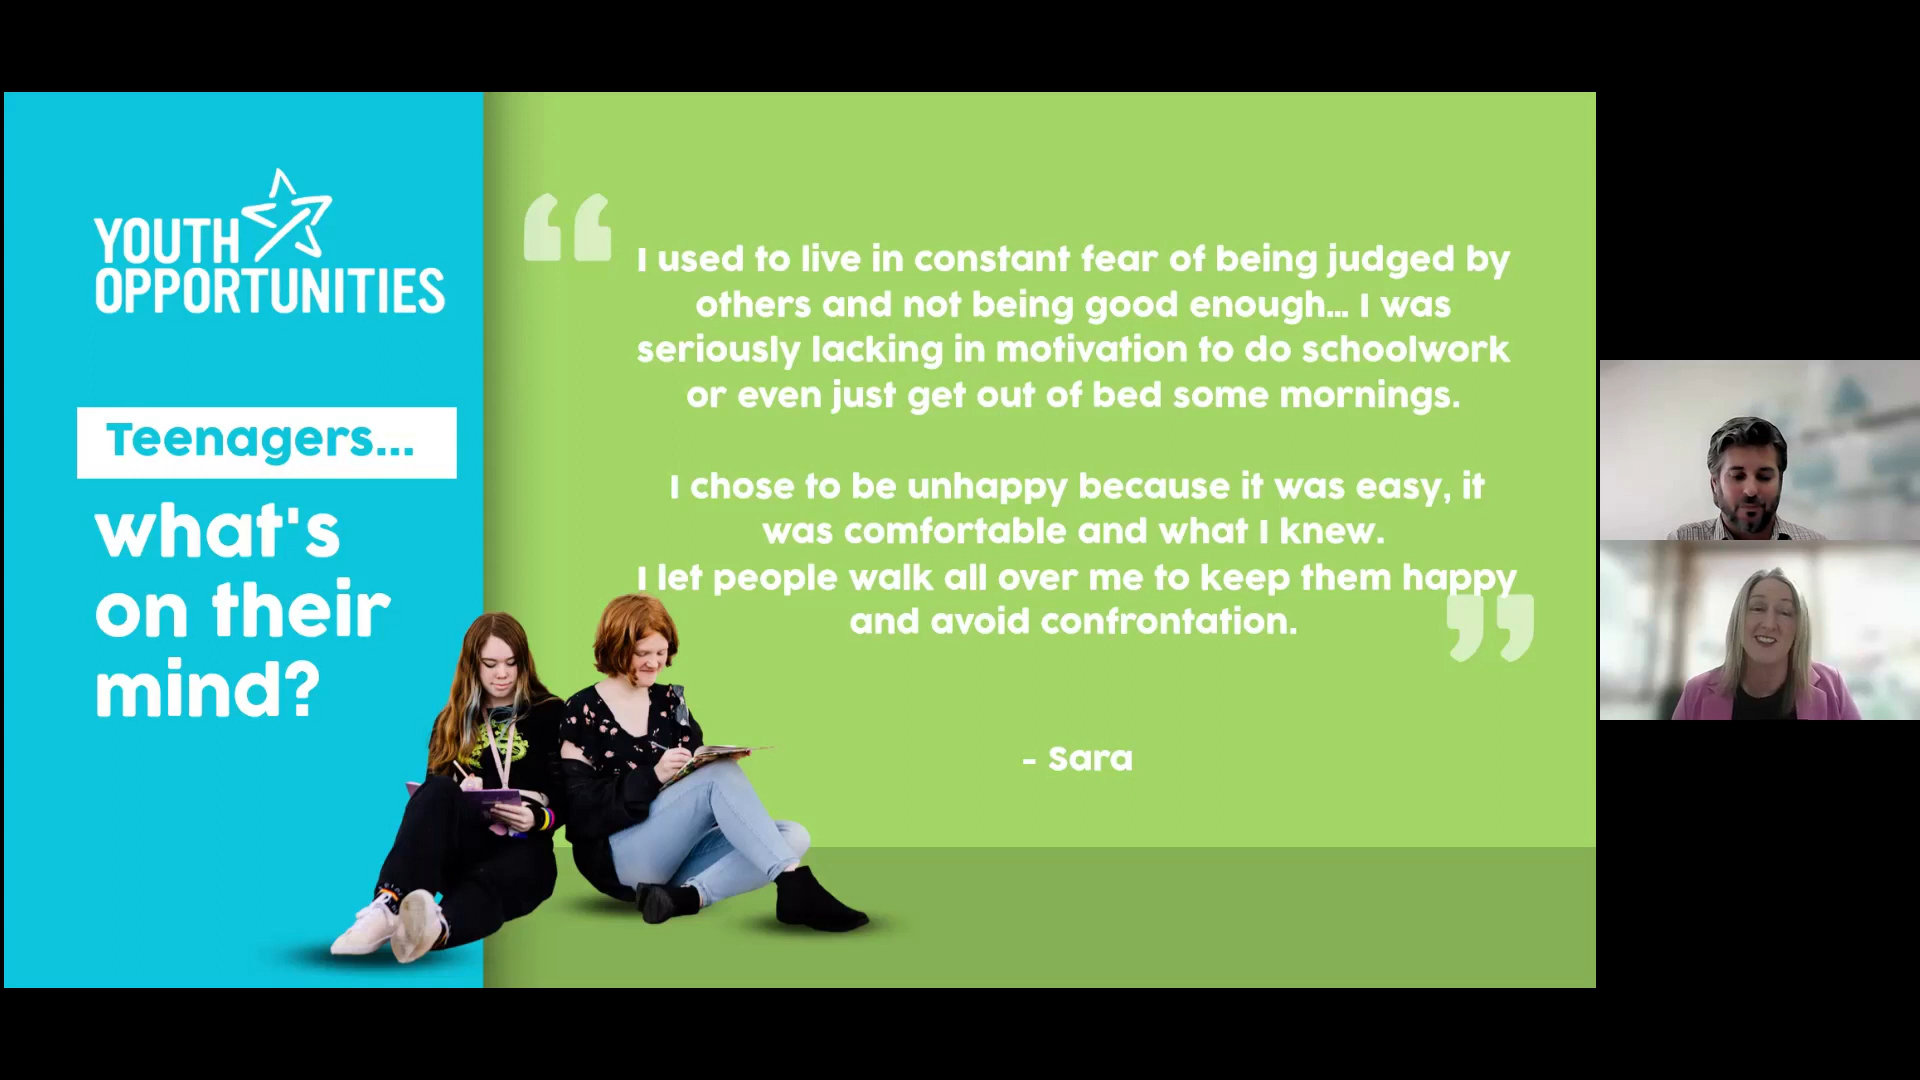 YOUTH
OPPORTUNITIES
Teenagers...
what's
on their
mind?
“
I used to live in constant fear of being judged by
others and not being good enough... I was
seriously lacking in motivation to do schoolwork
or even just get out of bed some mornings.
I chose to be unhappy because it was easy, it
was comfortable and what I knew.
I let people walk all over me to keep them happy
and avoid confrontation.
”
- Sara